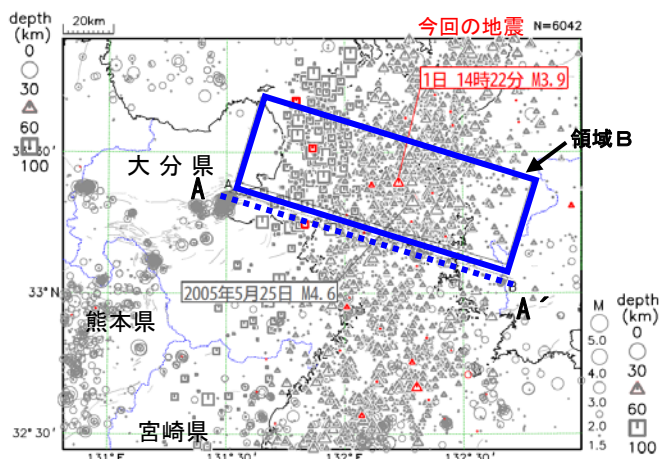 depth
(km)
0
30
60
100
20km
今回の地震 N=6042
1日 14時22分 M3.9
領域B
大分県
A
A
2005年5月25日 M4.6
33°N
A´
熊本県
宮崎県
32°30'
131°E
131°30'
132°E
132°30'
M
5.0
4.0
3.0
2.0
1.5
depth
(km)
0
30
60
100